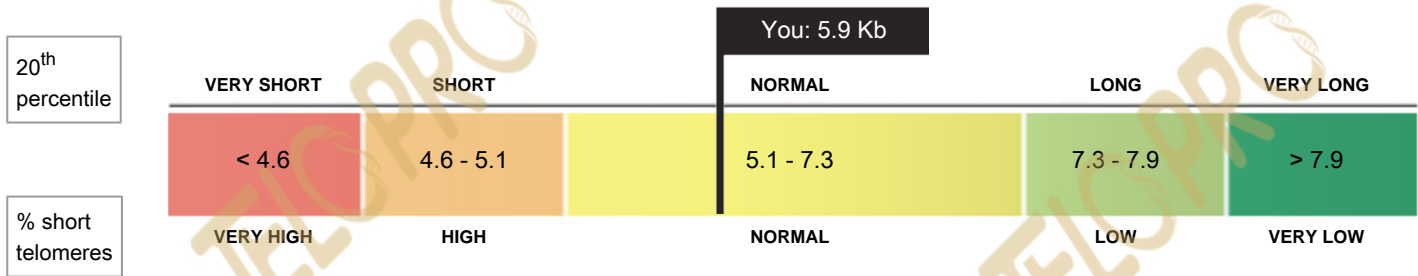 You: 5.9 Kb
20th
percentile
VERY SHORT SHORT NORMAL LONG VERY LONG
< 4.6 4.6 - 5.1 5.1 - 7.3 7.3 - 7.9 > 7.9
% short
telomeres
VERY HIGH HIGH NORMAL LOW VERY LOW
TELOPRO
TELOPRO